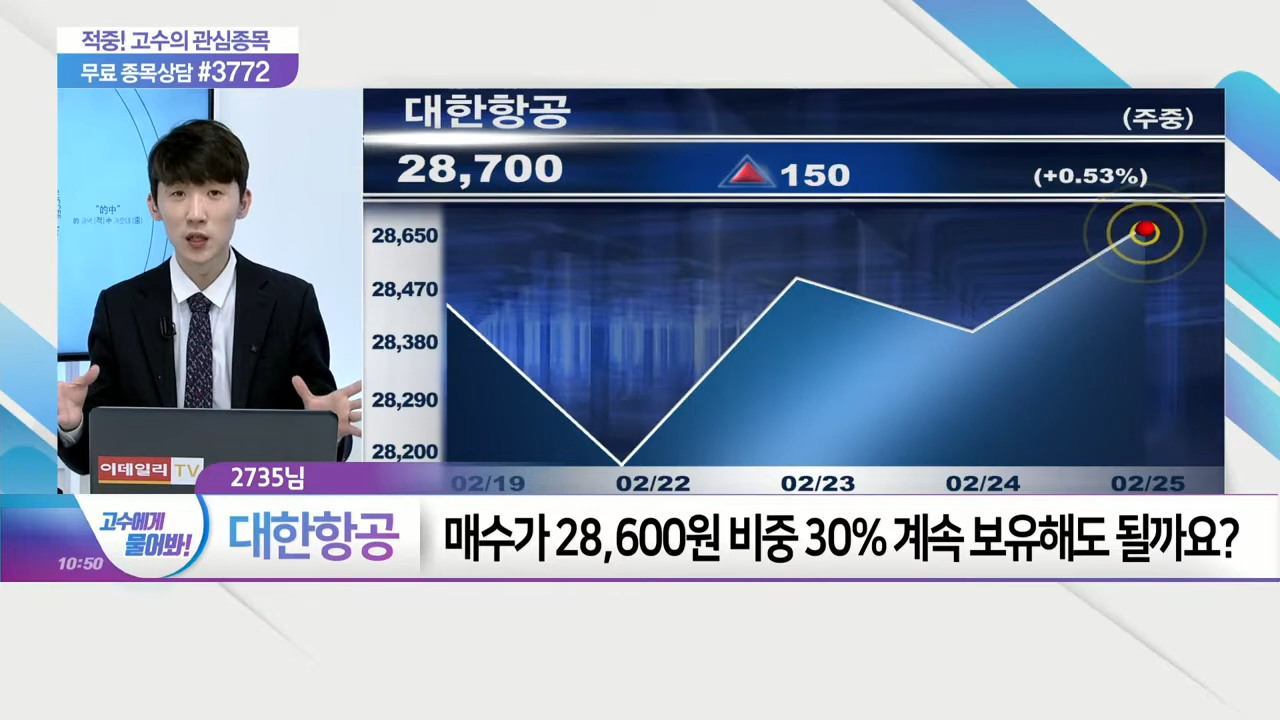 적중! 고수의 관심종목
무료 종목상담 #3772
"的中"
대한항공
(주중)
28,700
150
(+0.53%)
28,650
28,470
28,380
28,290
28,200
02/19 02/22 02/23 02/24 02/25
이데일리 TV
2735님
고수에게
물어봐!
10:50
대한항공
매수가 28,600원 비중 30% 계속 보유해도 될까요?